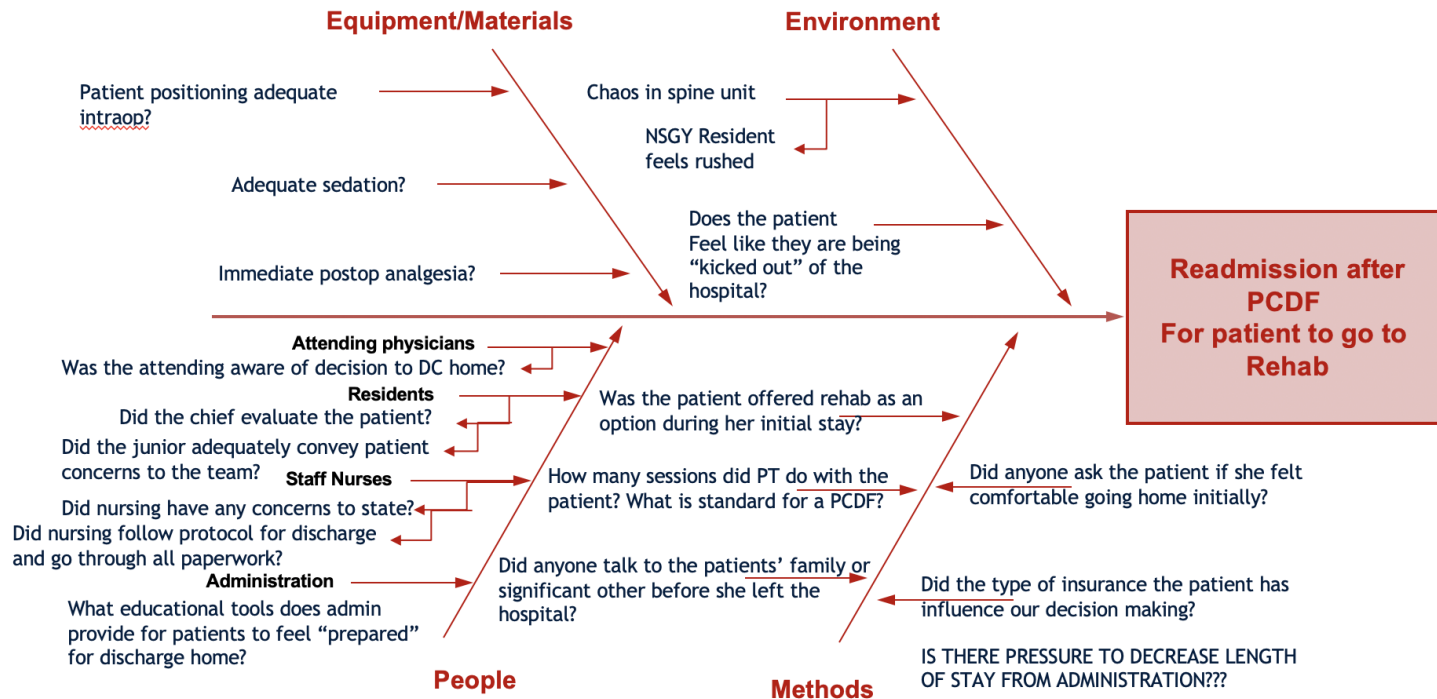 Equipment/Materials
Environment
Patient positioning adequate
intraop?
Adequate sedation?
Immediate postop analgesia?
Chaos in spine unit
NSGY Resident
feels rushed
Does the patient
Feel like they are being
“kicked out” of the
hospital?
Readmission after
PCDF
For patient to go to
Rehab
Attending physicians
Was the attending aware of decision to DC home?
Residents
Did the chief evaluate the patient?
Did the junior adequately convey patient
concerns to the team?
Staff Nurses
Did nursing have any concerns to state?
Did nursing follow protocol for discharge
and go through all paperwork?
Administration
What educational tools does admin
provide for patients to feel “prepared”
for discharge home?
People
Was the patient offered rehab as an
option during her initial stay?
How many sessions did PT do with the
patient? What is standard for a PCDF?
Did anyone talk to the patients’ family or
significant other before she left the
hospital?
Did anyone ask the patient if she felt
comfortable going home initially?
Did the type of insurance the patient has
influence our decision making?
IS THERE PRESSURE TO DECREASE LENGTH
OF STAY FROM ADMINISTRATION???
Methods